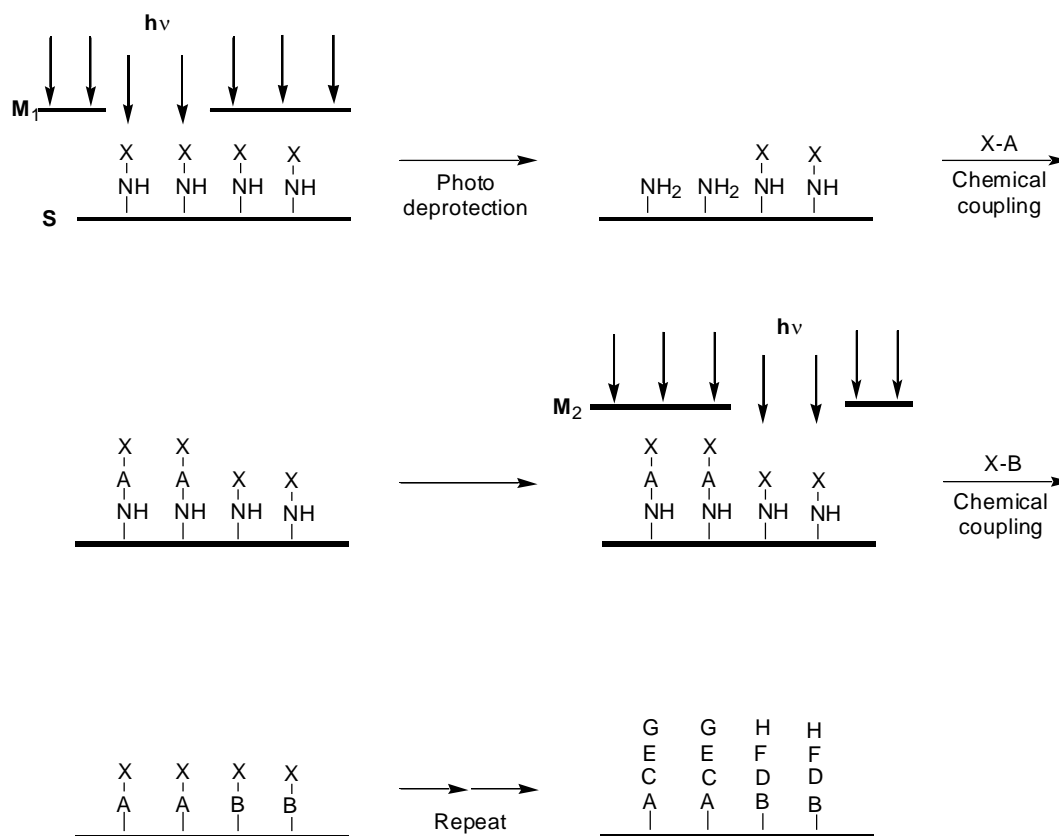 hν
M1
X X X X
NH NH NH NH
S
Photo
deprotection
X X
NH2 NH2 NH NH
X-A
Chemical
coupling
X X
A A X X
NH NH NH NH
hν
M2
X X
A A X X
NH NH NH NH
X-B
Chemical
coupling
X X X X
A A B B
Repeat
G G H H
E E F F
C C D D
A A B B